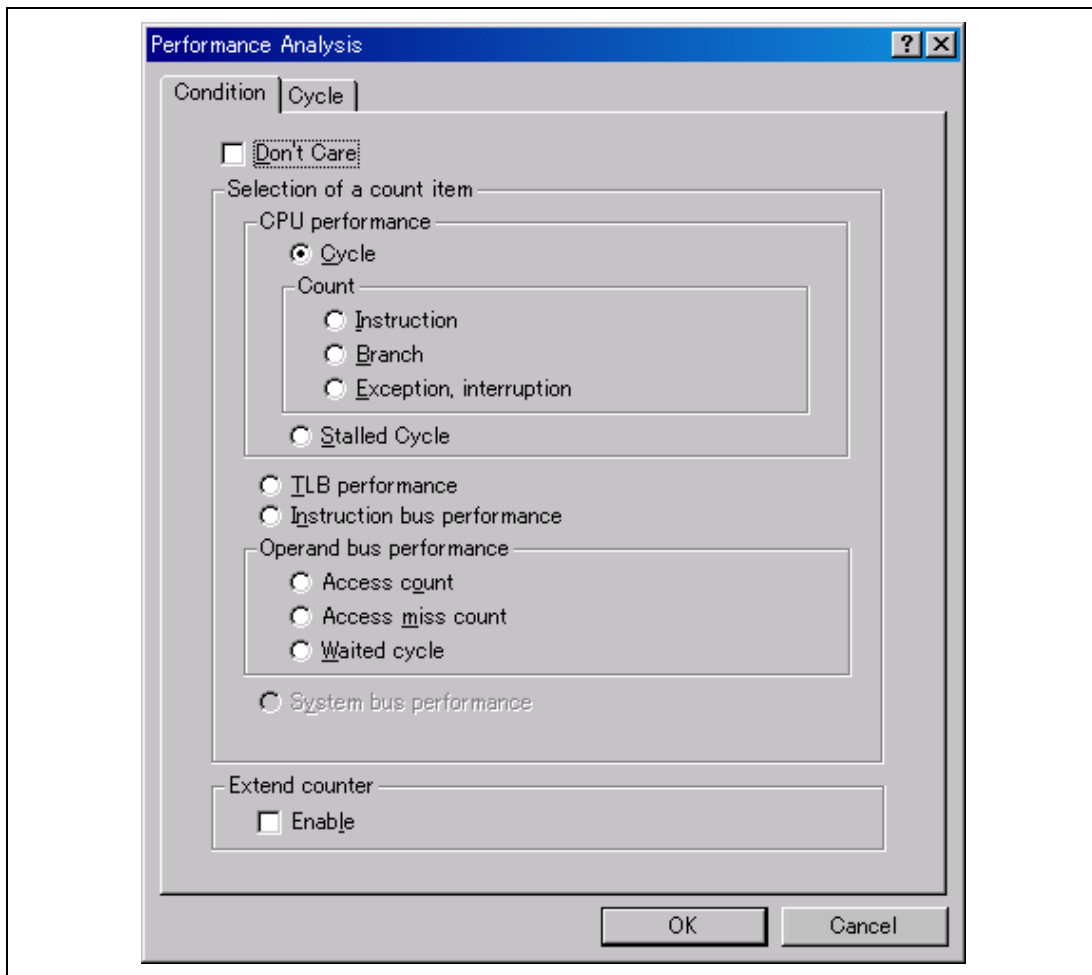 Performance Analysis
Condition Cycle
Don't Care
Selection of a count item
CPU performance
Cycle
Count
Instruction
Branch
Exception, interruption
Stalled Cycle
TLB performance
Instruction bus performance
Operand bus performance
Access count
Access miss count
Waited cycle
System bus performance
Extend counter
Enable
OK Cancel